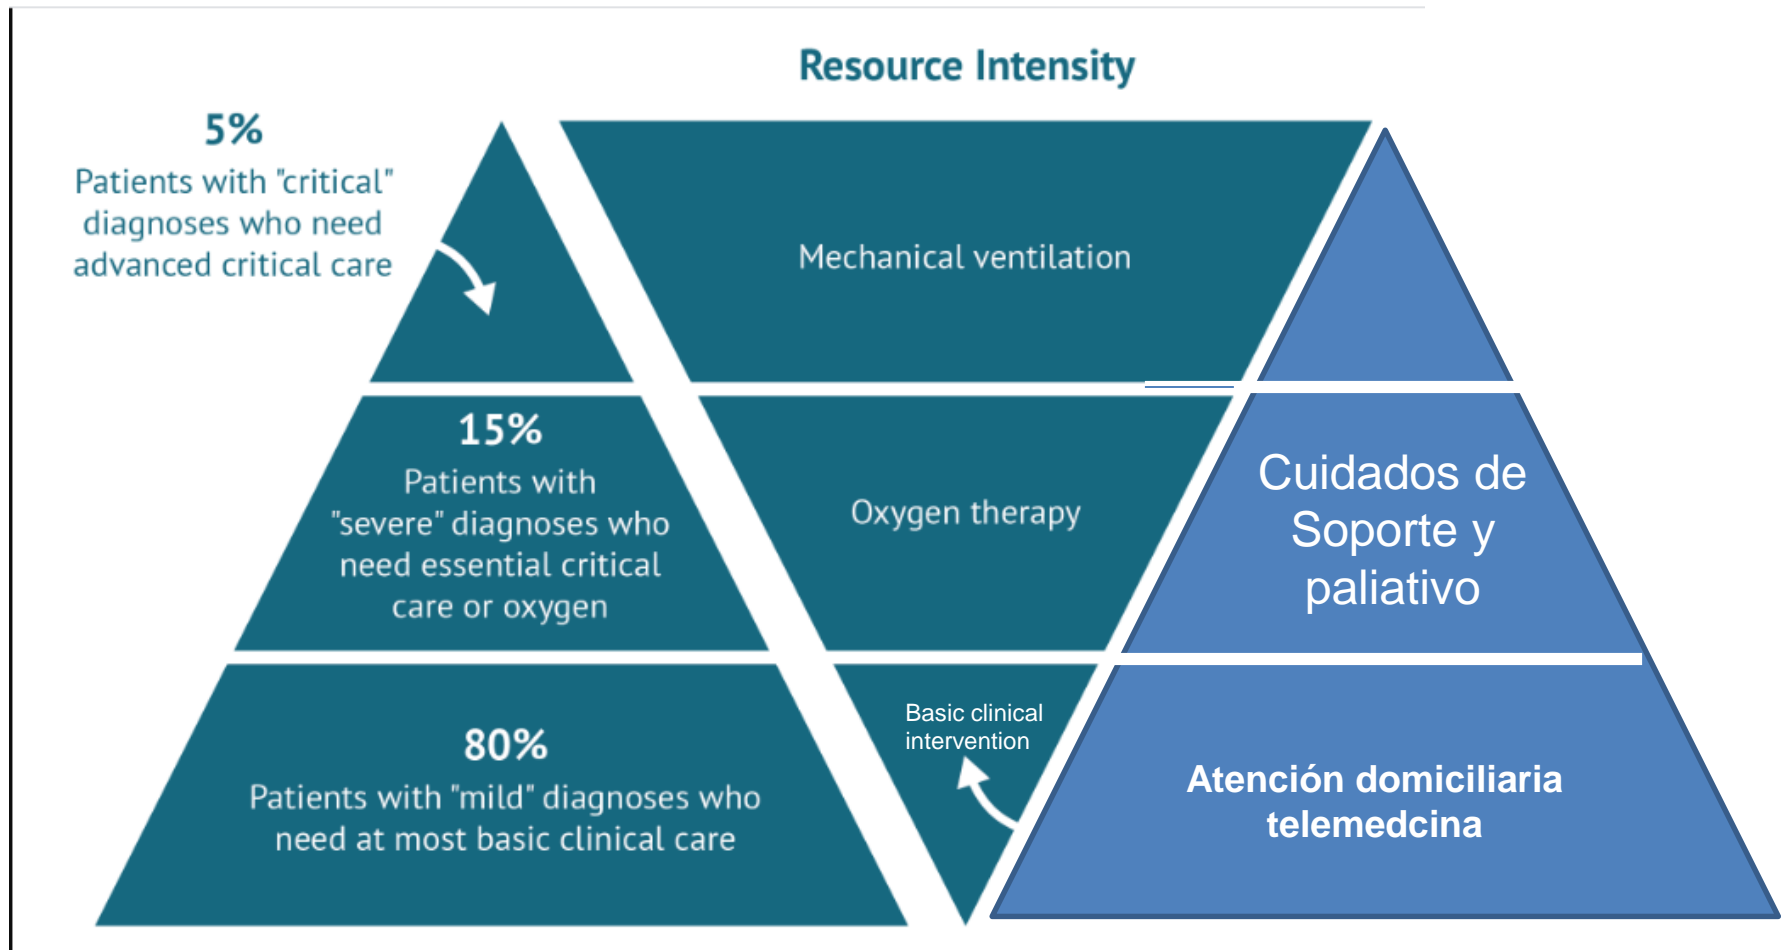 Resource Intensity
5%
Patients with "critical"
diagnoses who need
advanced critical care
Mechanical ventilation
15%
Patients with
"severe" diagnoses who
need essential critical
care or oxygen
Oxygen therapy
Cuidados de
Soporte y
paliativo
80%
Patients with "mild" diagnoses who
need at most basic clinical care
Basic clinical
intervention
Atención domiciliaria
telemedcina